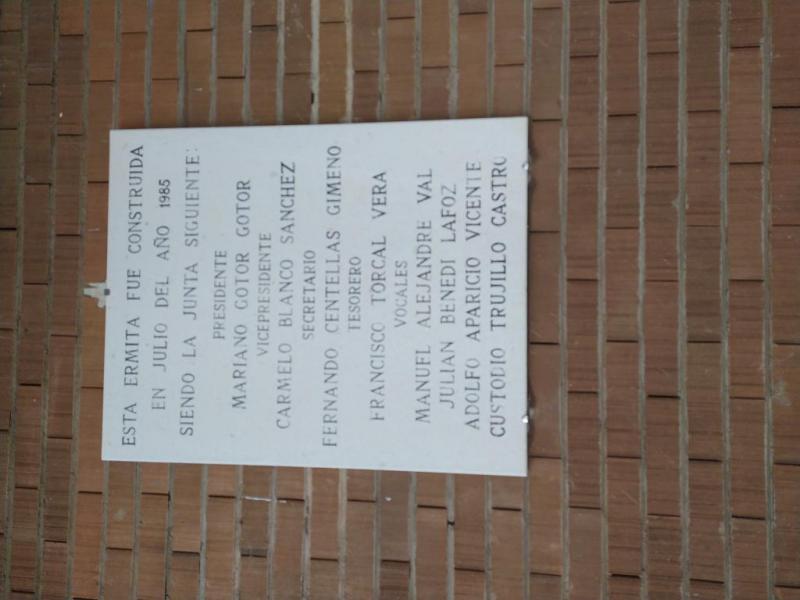 ESTA ERMITA FUE CONSTRUIDA
EN JULIO DEL AÑO 1985
SIENDO LA JUNTA SIGUIENTE:
PRESIDENTE
MARIANO GOTOR GOTOR
VICEPRESIDENTE
CARMELO BLANCO SANCHEZ
SECRETARIO
FERNANDO CENTELLAS GIMENO
TESORERO
FRANCISCO TORCAL VERA
VOCALES
MANUEL ALEJANDRE VAL
JULIAN BENEDI LAFOZ
ADOLFO APARICIO VICENTE
CUSTODIO TRUJILLO CASTRO